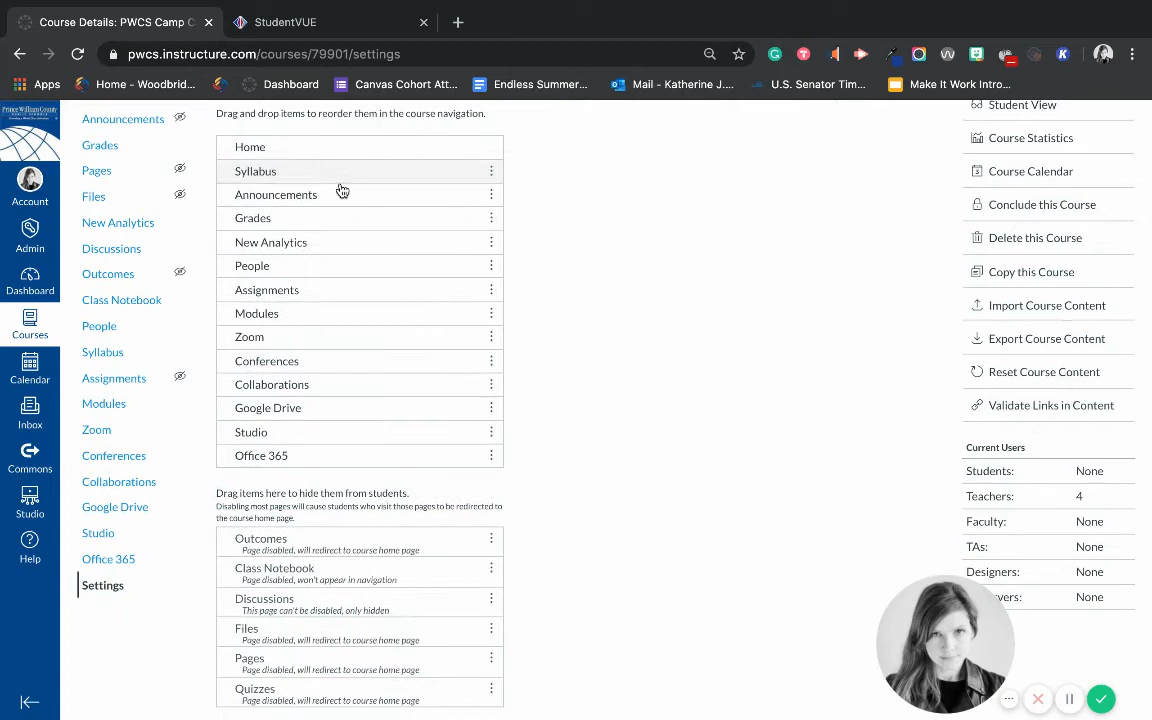 Course Details: PWCS Camp C
StudentVUE
pwcs.instructure.com/courses/79901/settings
Apps
Home - Woodbrid...
Dashboard
Canvas Cohort Att...
Endless Summer...
Mail - Katherine J....
U.S. Senator Tim...
Make It Work Intro...
Prince William County
PUBLIC SCHOOLS
Account
Admin
Dashboard
Courses
Calendar
Inbox
Commons
Studio
Help
Announcements
Grades
Pages
Files
New Analytics
Discussions
Outcomes
Class Notebook
People
Syllabus
Assignments
Modules
Zoom
Conferences
Collaborations
Google Drive
Studio
Office 365
Settings
Drag and drop items to reorder them in the course navigation.
Home
Syllabus
Announcements
Grades
New Analytics
People
Assignments
Modules
Zoom
Conferences
Collaborations
Google Drive
Studio
Office 365
Drag items here to hide them from students.
Disabling most pages will cause students who visit those pages to be redirected to
the course home page.
Outcomes
Page disabled, will redirect to course home page
Class Notebook
Page disabled, won't appear in navigation
Discussions
This page can't be disabled, only hidden
Files
Page disabled, will redirect to course home page
Pages
Page disabled, will redirect to course home page
Quizzes
Page disabled, will redirect to course home page
Student View
Course Statistics
Course Calendar
Conclude this Course
Delete this Course
Copy this Course
Import Course Content
Export Course Content
Reset Course Content
Validate Links in Content
Current Users
Students: None
Teachers: 4
Faculty: None
TAs: None
Designers: None
vers: None